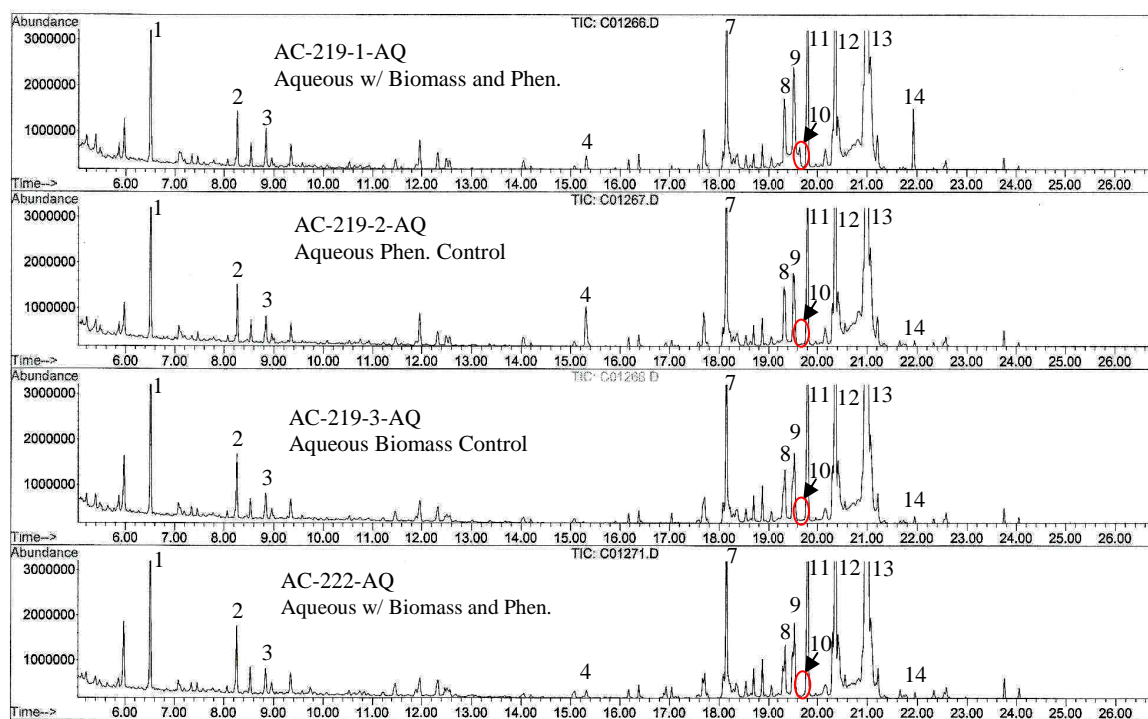 Abundance TIC: C01266.D
3000000 1 7 11 12 13
AC-219-1-AQ
Aqueous w/ Biomass and Phen.
9
2000000 8 10
2 14
1000000 3 4
Time--> 6.00 7.00 8.00 9.00 10.00 11.00 12.00 13.00 14.00 15.00 16.00 17.00 18.00 19.00 20.00 21.00 22.00 23.00 24.00 25.00 26.00
Abundance TIC: C01267.D
3000000 1 7 11 12 13
AC-219-2-AQ
Aqueous Phen. Control
2000000 2 8 9 10
4
1000000 3 14
Time--> 6.00 7.00 8.00 9.00 10.00 11.00 12.00 13.00 14.00 15.00 16.00 17.00 18.00 19.00 20.00 21.00 22.00 23.00 24.00 25.00 26.00
Abundance TIC: C01268.D
3000000 1 7 11 12 13
AC-219-3-AQ
Aqueous Biomass Control
2000000 2 8 9 10
1000000 3 14
Time--> 6.00 7.00 8.00 9.00 10.00 11.00 12.00 13.00 14.00 15.00 16.00 17.00 18.00 19.00 20.00 21.00 22.00 23.00 24.00 25.00 26.00
Abundance TIC: C01271.D
3000000 1 7 11 12 13
AC-222-AQ
Aqueous w/ Biomass and Phen.
2000000 2 8 9 10
1000000 3 4 14
Time--> 6.00 7.00 8.00 9.00 10.00 11.00 12.00 13.00 14.00 15.00 16.00 17.00 18.00 19.00 20.00 21.00 22.00 23.00 24.00 25.00 26.00